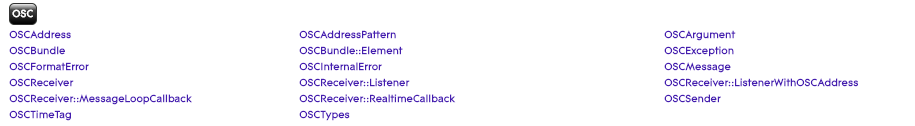 OSC
OSCAddress OSCAddressPattern OSCArgument
OSCBundle OSCBundle::Element OSCException
OSCFormatError OSCInternalError OSCMessage
OSCReceiver OSCReceiver::Listener OSCReceiver::ListenerWithOSCAddress
OSCReceiver::MessageLoopCallback OSCReceiver::RealtimeCallback OSCSender
OSCTimeTag OSCTypes